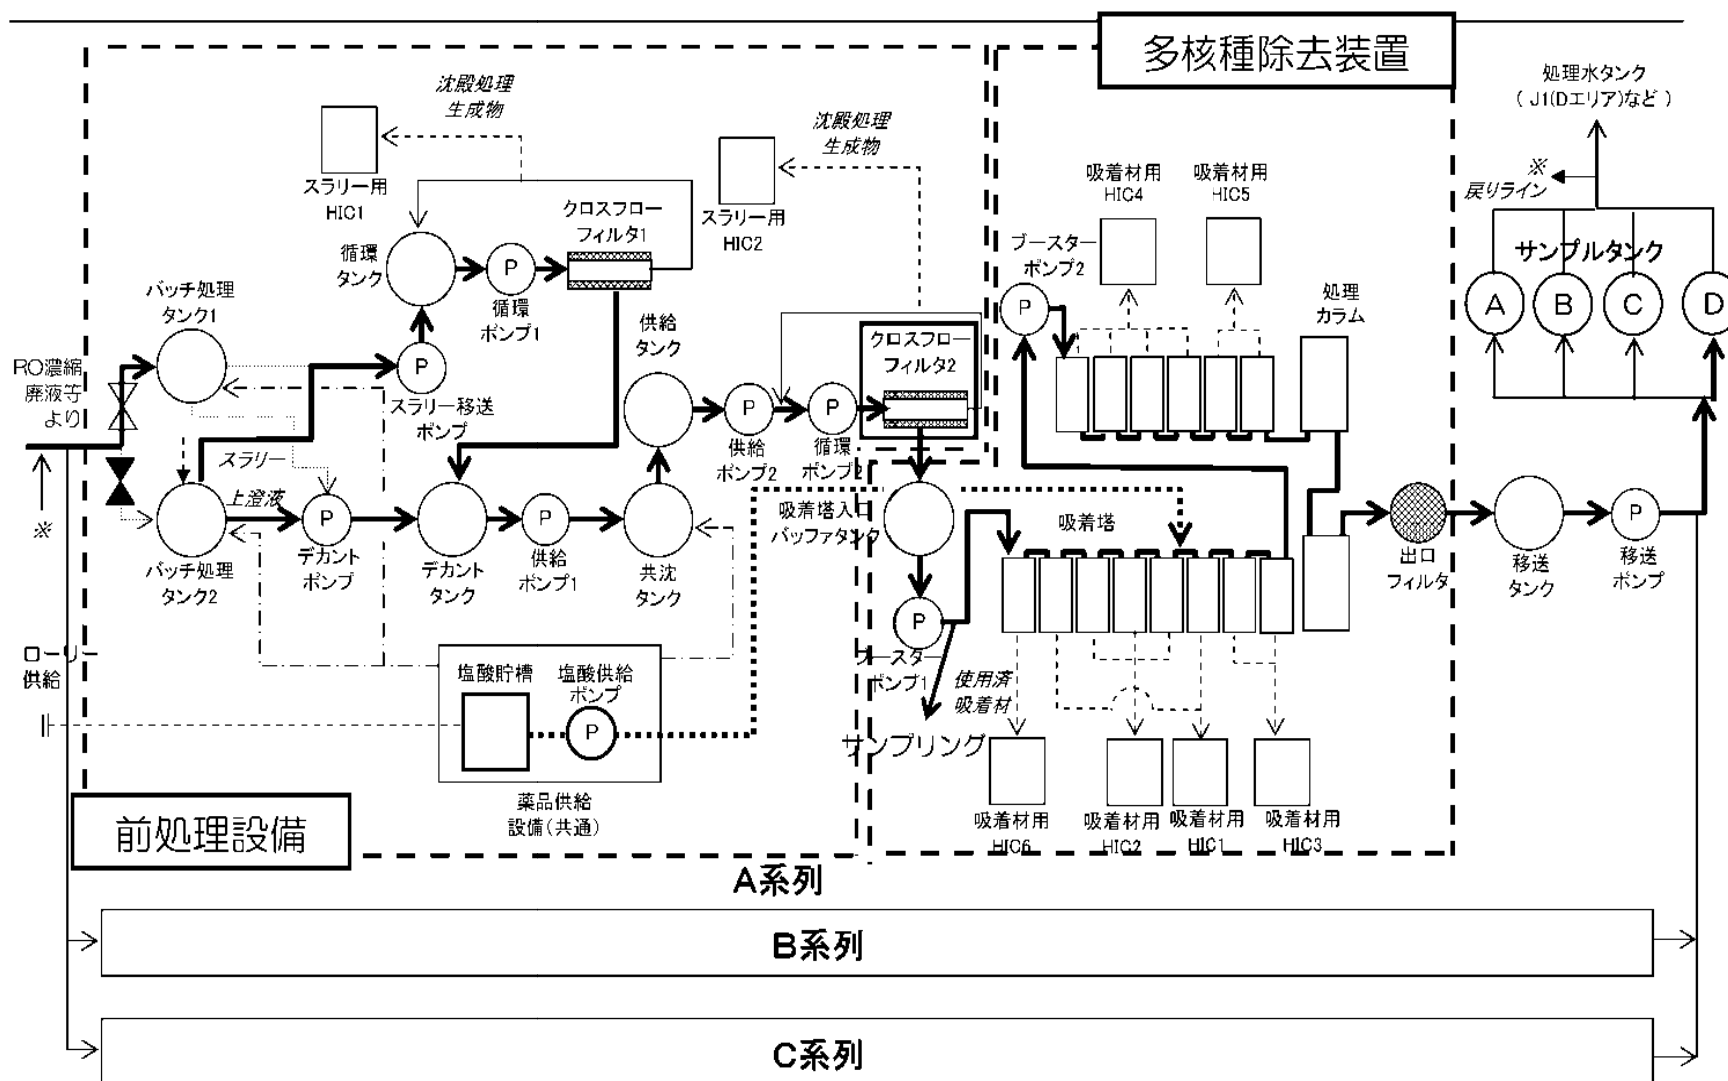 多核種除去装置
処理水タンク
( J1(Dエリア)など )
沈殿処理
生成物
沈殿処理
生成物
※
戻りライン
スラリー用
HIC1
スラリー用
HIC2
吸着材用
HIC4
吸着材用
HIC5
クロスフロー
フィルタ1
循環
タンク
P
循環
ポンプ1
ブースター
ポンプ2
P
サンプルタンク
A
B
C
D
バッチ処理
タンク1
供給
タンク
処理
カラム
クロスフロー
フィルタ2
RO濃縮
廃液等
より
P
スラリー移送
ポンプ
P
供給
ポンプ2
P
循環
ポンプ2
スラリー
上澄液
※
バッチ処理
タンク2
P
デカント
ポンプ
デカント
タンク
P
供給
ポンプ1
共沈
タンク
吸着塔入口
バッファタンク
吸着塔
出口
フィルタ
移送
タンク
P
移送
ポンプ
P
ブースター
ポンプ1
使用済
吸着材
サンプリング
ローリー
供給
塩酸貯槽
塩酸供給
ポンプ
P
薬品供給
設備(共通)
吸着材用
HIC6
吸着材用
HIC2
吸着材用
HIC1
吸着材用
HIC3
前処理設備
A系列
B系列
C系列